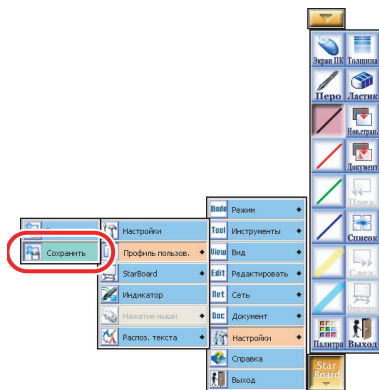 Экран ПК Толщина
Перо Ластик
Нов.стран.
Документ
Пред.
Список
След.
Палитра Выход
Star
Board
Mode Режим
Tool Инструменты
View Вид
Edit Редактировать
Net Сеть
Doc Документ
Настройки
Справка
Выход
Настройки
Профиль пользов.
StarBoard
Индикатор
Нажатие мыши
Распоз. текста
Сохранить